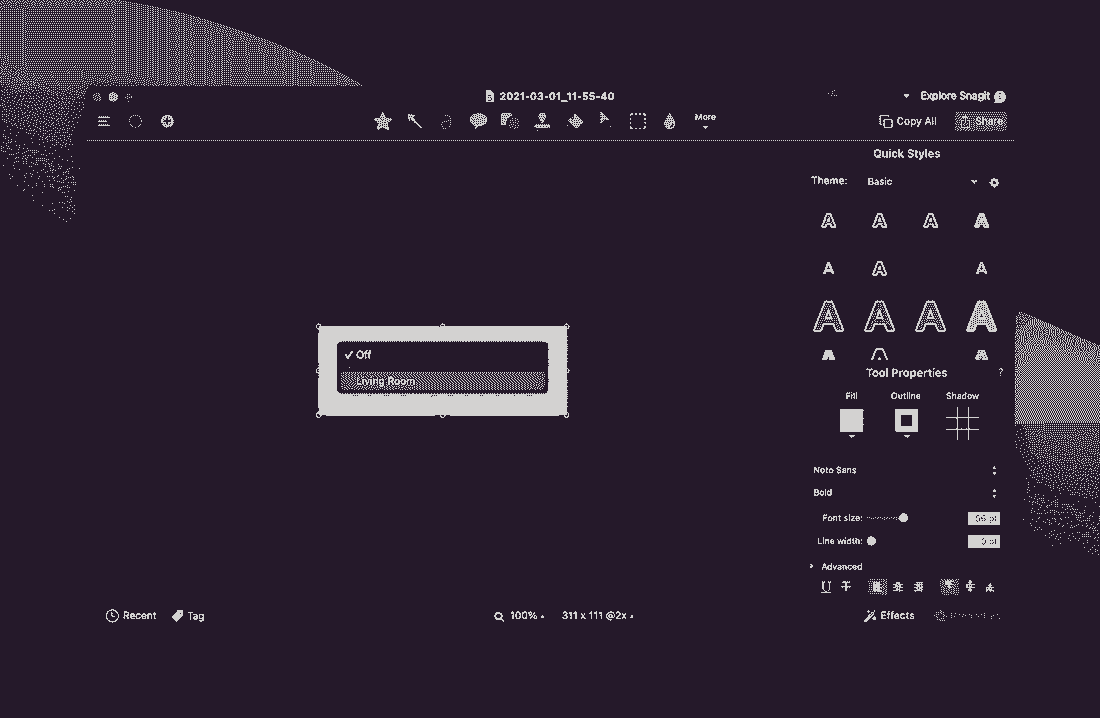 2021-03-01_11-55-40
Explore Snagit
More
Copy All
Share
Quick Styles
Theme: Basic
A A A A
A A A
A A A A
A A A
✓ Off
Living Room
Tool Properties ?
Fill Outline Shadow
Noto Sans
Bold
Font size:
Line width: 0 pt
Advanced
Recent Tag
100%
311 x 111 @2x
Effects